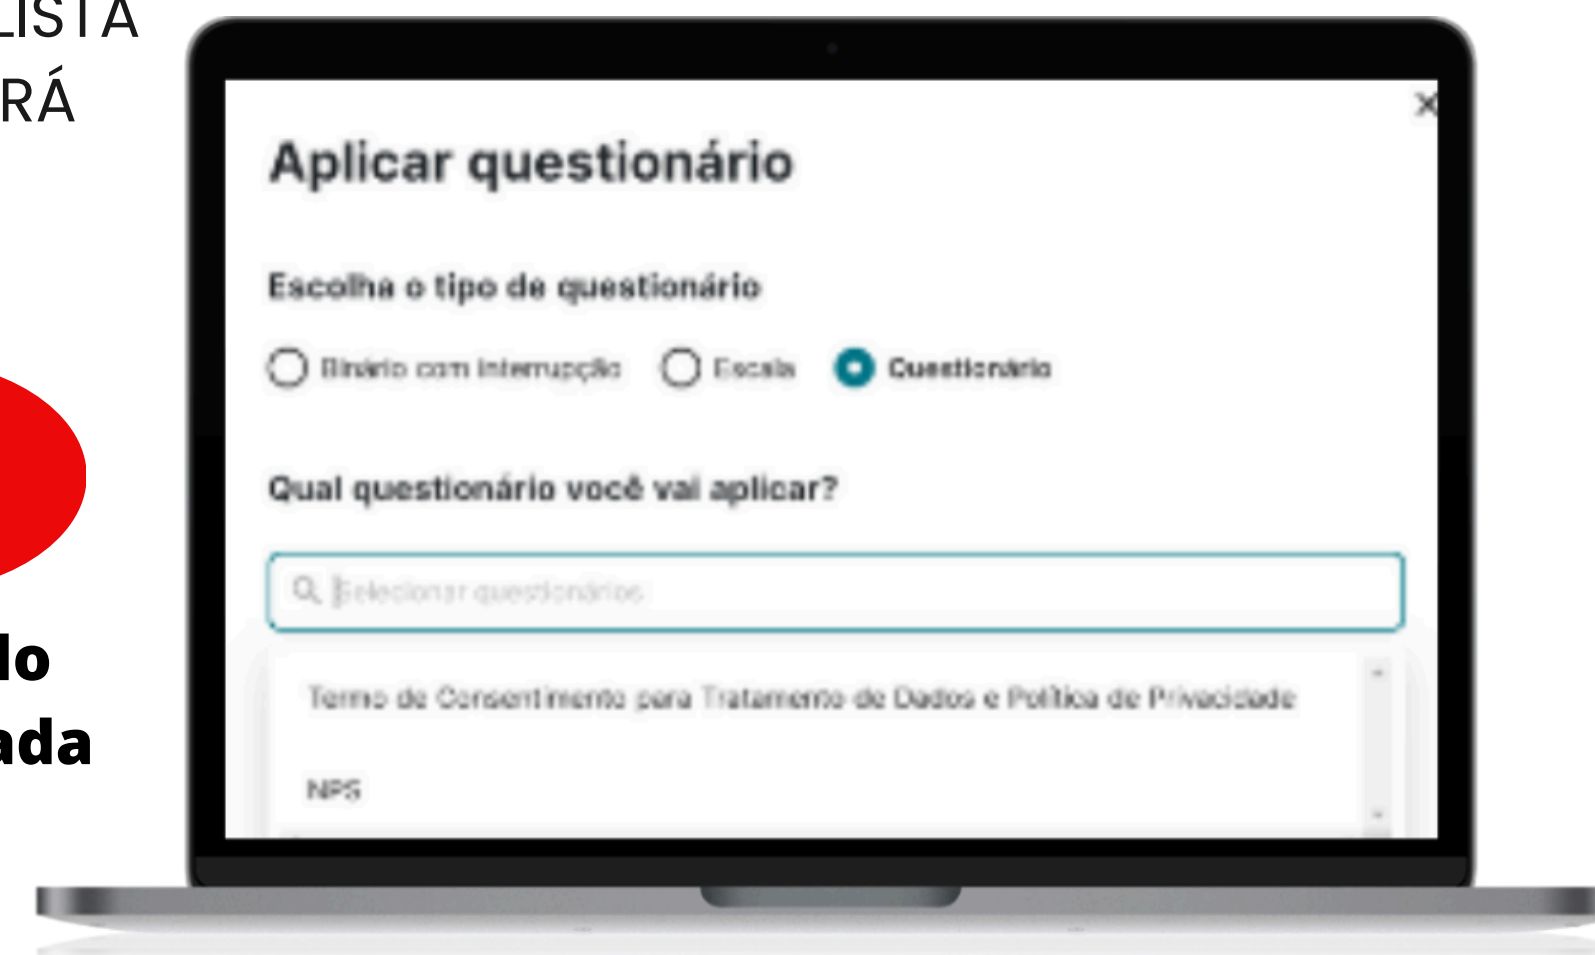 LISTA
RÁ
do
ada
Aplicar questionário
Escolha o tipo de questionário
Binário com interrupção Escala Questionário
Qual questionário você vai aplicar?
Selecionar questionários
Termo de Consentimento para Tratamento de Dados e Política de Privacidade
NPS